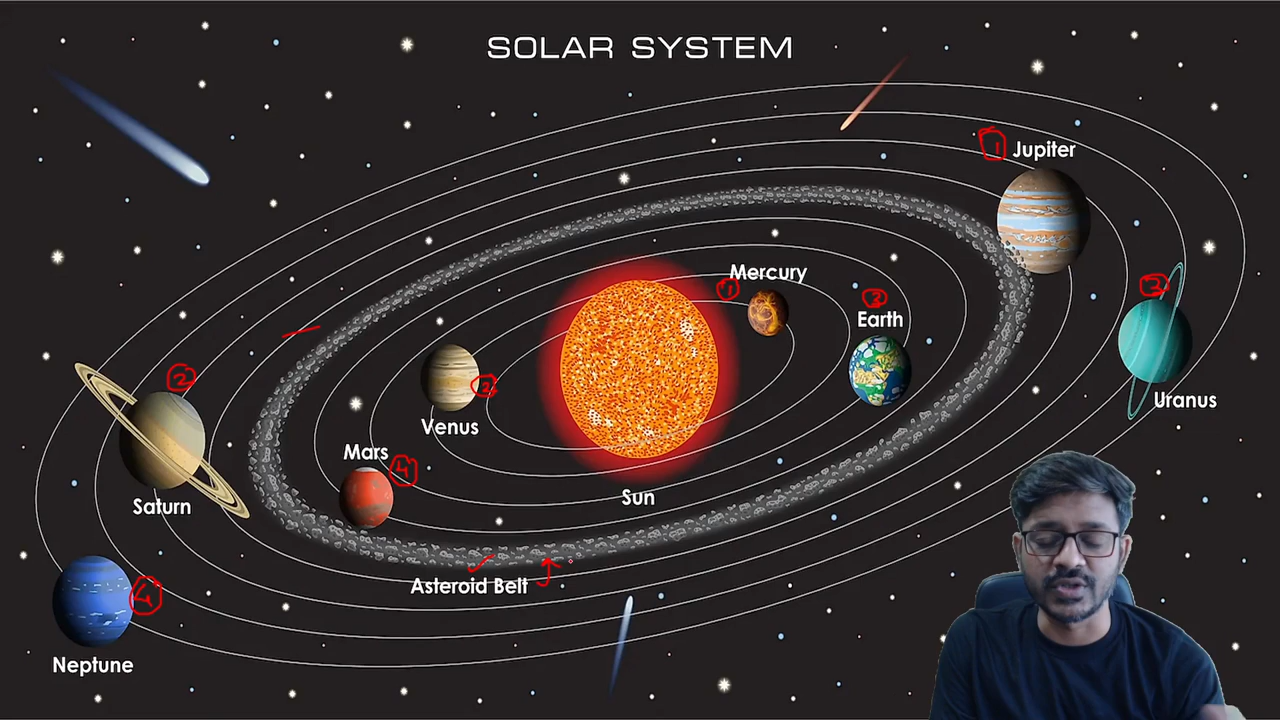 SOLAR SYSTEM
1 Jupiter
Mercury
1
3
Earth
2
Uranus
2
Venus
Mars
4
Saturn
Sun
Asteroid Belt
4
Neptune